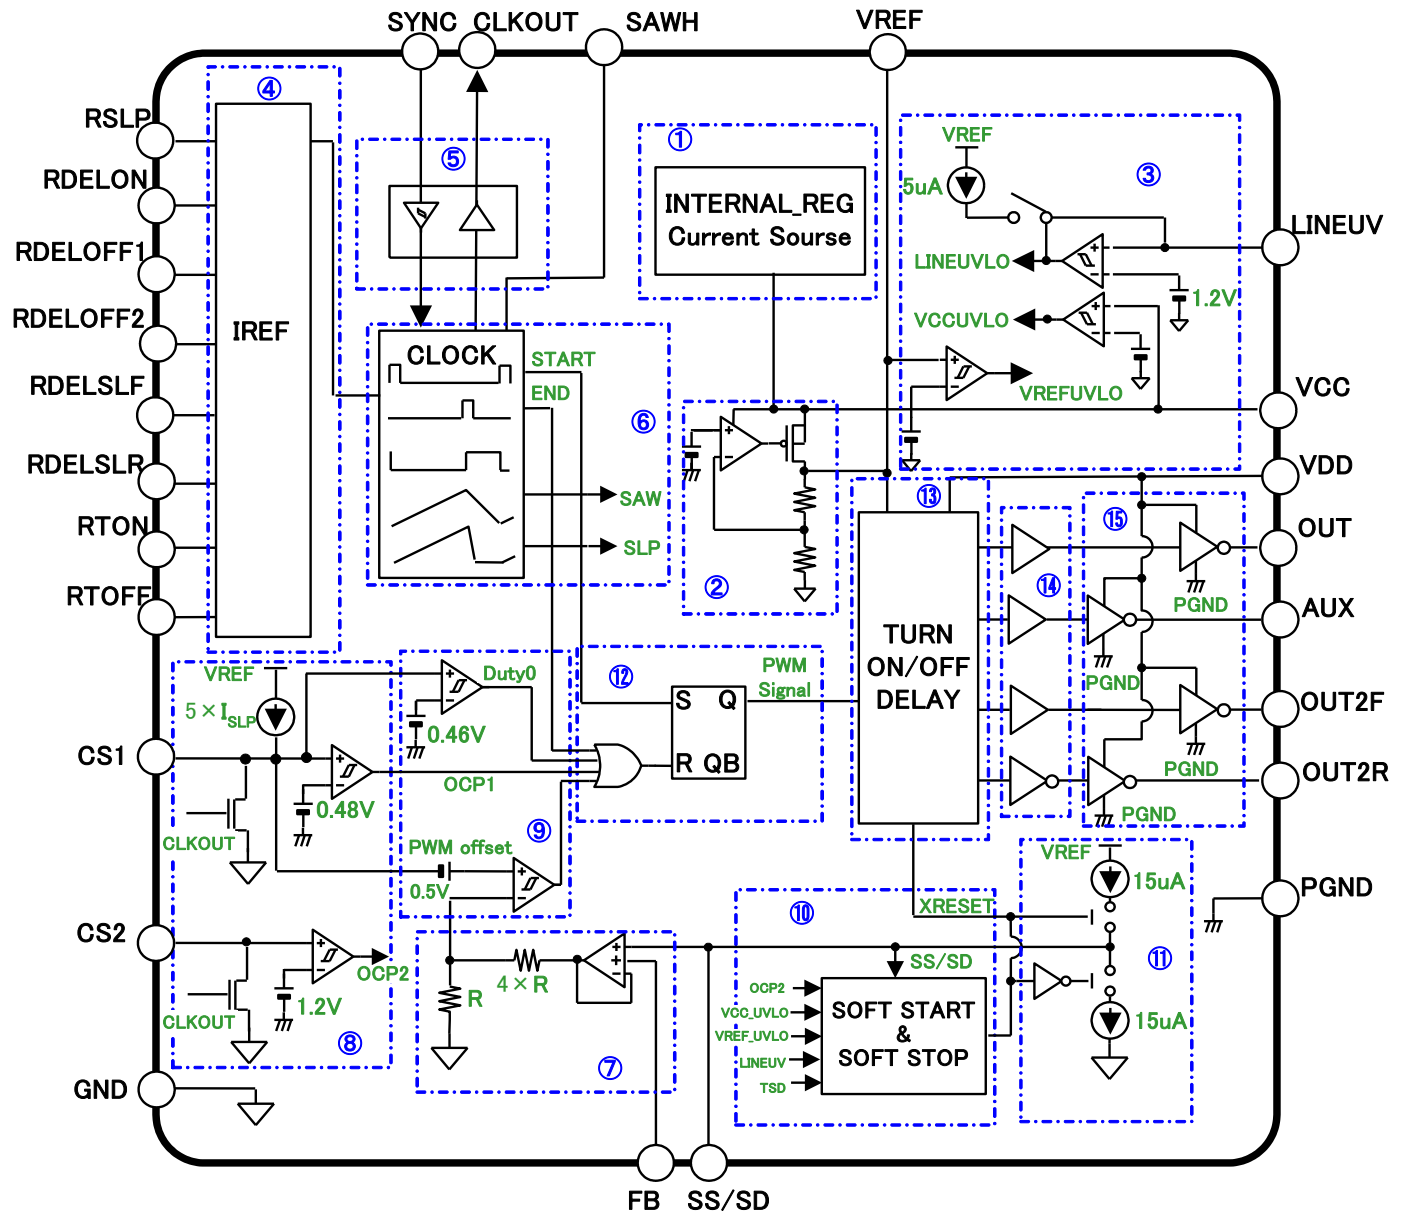 SYNC CLKOUT SAWH VREF
④
RSLP
RDELON
RDELOFF1
RDELOFF2
RDELSLF
RDELSLR
RTON
RTOFF
IREF
⑤
①
INTERNAL_REG
Current Sourse
③
VREF
5uA
LINEUV
LINEUVLO
1.2V
VCCUVLO
VREFUVLO
VCC
CLOCK
START
END
⑥
SAW
SLP
②
⑬
VDD
⑮
OUT
PGND
⑭
AUX
PGND
TURN
ON/OFF
DELAY
OUT2F
PGND
OUT2R
PGND
VREF
5×I SLP
CS1
0.48V
CLKOUT
Duty0
0.46V
OCP1
⑨
PWM offset
0.5V
⑫
PWM
Signal
S Q
R QB
CS2
OCP2
1.2V
CLKOUT
⑧
GND
4×R
R
⑦
⑩
XRESET
SS/SD
OCP2
VCC_UVLO
VREF_UVLO
LINEUV
TSD
SOFT START
&
SOFT STOP
VREF
15uA
⑪
15uA
PGND
FB SS/SD